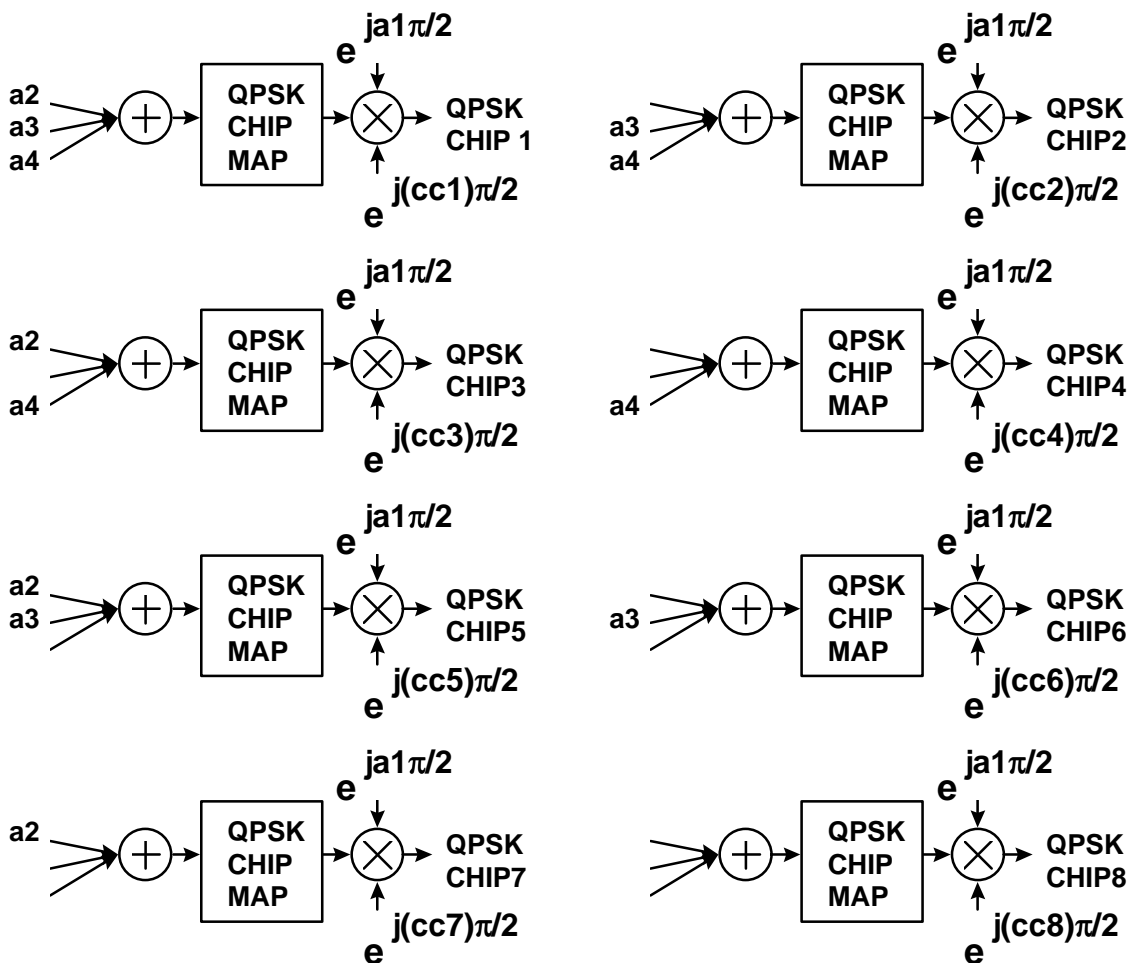 ja1π/2
e
a2
a3
a4
QPSK
CHIP
MAP
QPSK
CHIP 1
j(cc1)π/2
e
ja1π/2
e
a3
a4
QPSK
CHIP
MAP
QPSK
CHIP2
j(cc2)π/2
e
ja1π/2
e
a2
a4
QPSK
CHIP
MAP
QPSK
CHIP3
j(cc3)π/2
e
ja1π/2
e
a4
QPSK
CHIP
MAP
QPSK
CHIP4
j(cc4)π/2
e
ja1π/2
e
a2
a3
QPSK
CHIP
MAP
QPSK
CHIP5
j(cc5)π/2
e
ja1π/2
e
a3
QPSK
CHIP
MAP
QPSK
CHIP6
j(cc6)π/2
e
ja1π/2
e
a2
QPSK
CHIP
MAP
QPSK
CHIP7
j(cc7)π/2
e
ja1π/2
e
QPSK
CHIP
MAP
QPSK
CHIP8
j(cc8)π/2
e